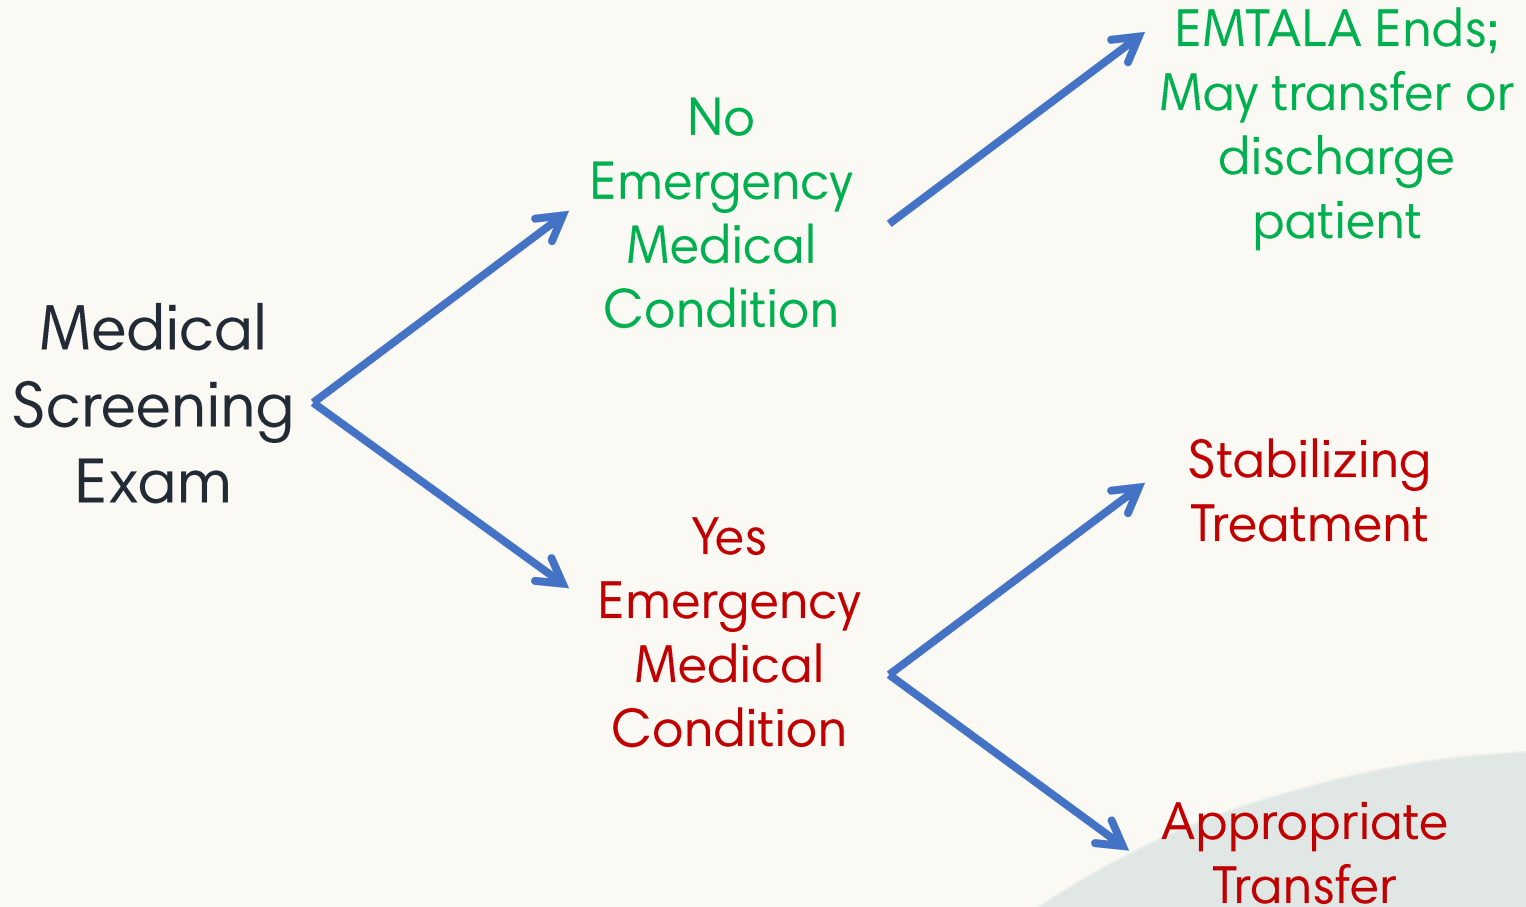 Medical
Screening
Exam
No
Emergency
Medical
Condition
EMTALA Ends;
May transfer or
discharge
patient
Yes
Emergency
Medical
Condition
Stabilizing
Treatment
Appropriate
Transfer